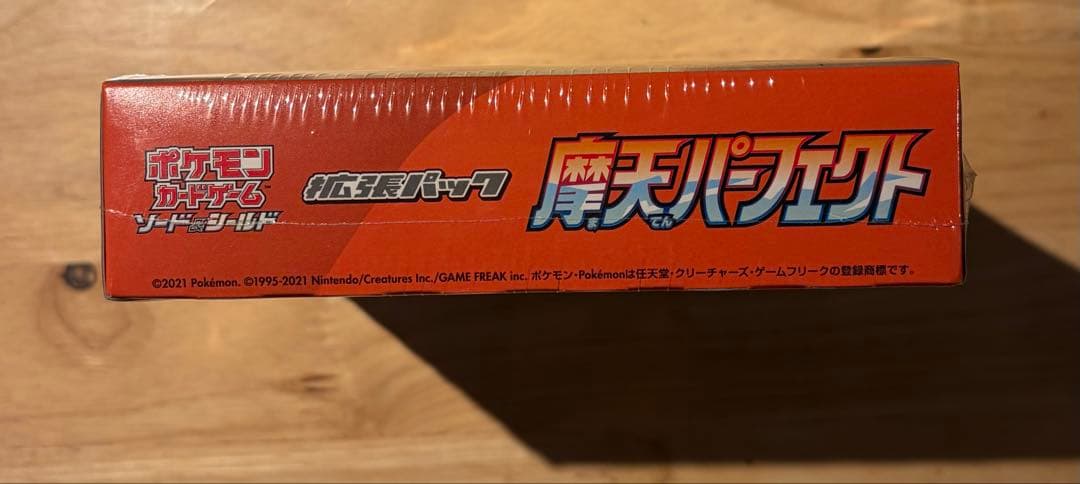 ポケモン
カードゲーム™
ソード&シールド
拡張パック
摩天パーフェクト
まてん
©2021 Pokémon. ©1995-2021 Nintendo/Creatures Inc./GAME FREAK inc. ポケモン・Pokémonは任天堂・クリーチャーズ・ゲームフリークの登録商標です。